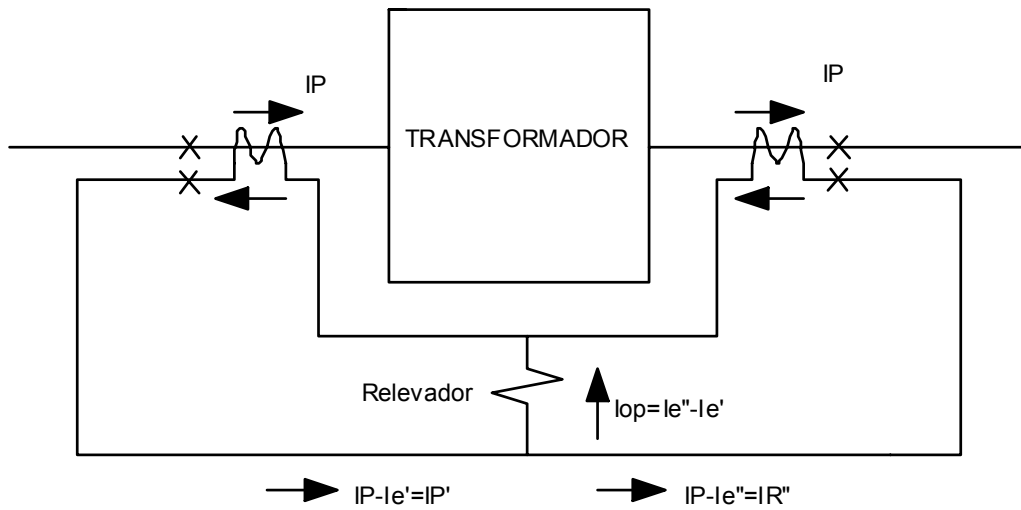 IP
IP
TRANSFORMADOR
Relevador
Iop=Ie"-Ie'
IP-Ie'=IP'
IP-Ie"=IR"